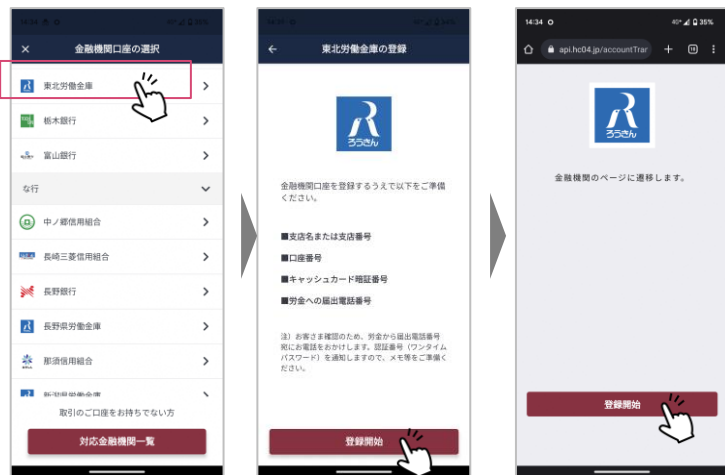 金融機関口座の選択
東北労働金庫
栃木銀行
富山銀行
な行
中ノ郷信用組合
長崎三菱信用組合
長野銀行
長野県労働金庫
那須信用組合
新潟県労働金庫
取引のご口座をお持ちでない方
対応金融機関一覧
東北労働金庫の登録
ろうきん
金融機関口座を登録するうえで以下をご準備
ください。
■支店名または支店番号
■口座番号
■キャッシュカード暗証番号
■労金への届出電話番号
注）お客さま確認のため、労金から届出電話番号
宛にお電話をおかけします。認証番号（ワンタイム
パスワード）を通知しますので、メモ等をご準備く
ださい。
登録開始
14:34 35%
api.hc04.jp/accountTrar
ろうきん
金融機関のページに遷移します。
登録開始